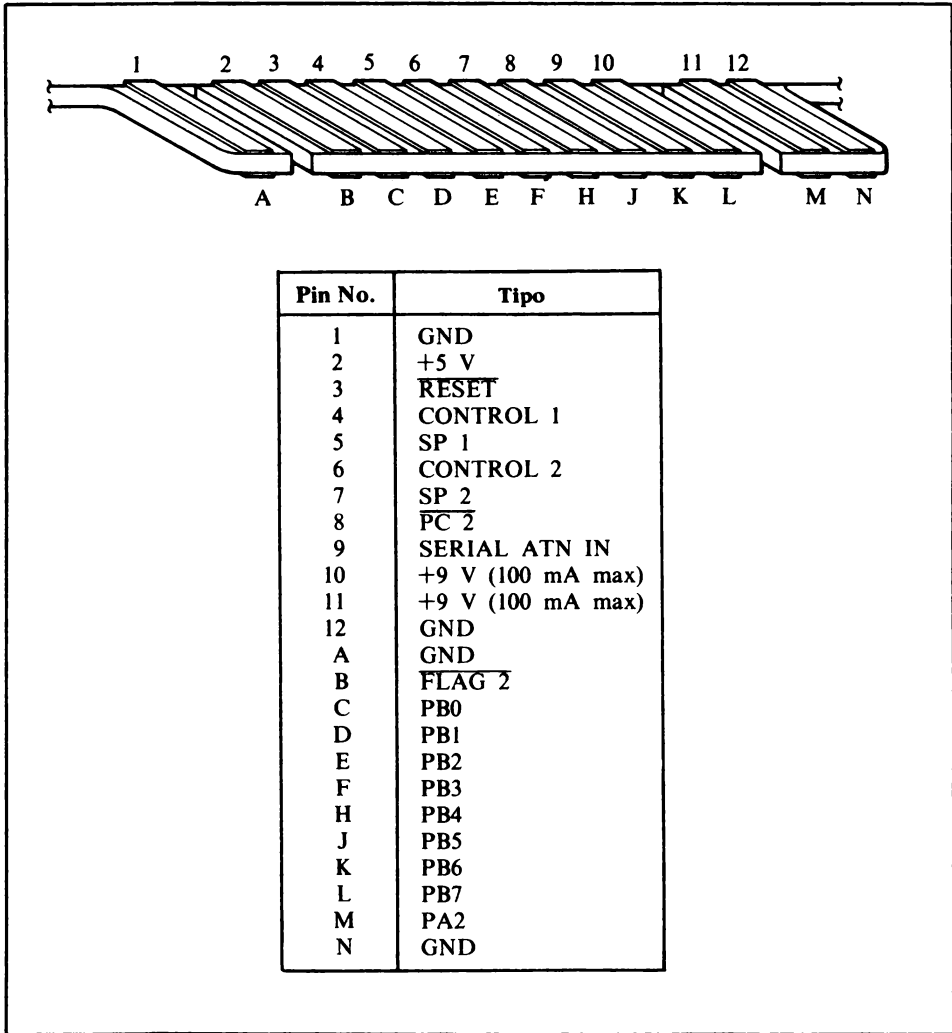 1 2 3 4 5 6 7 8 9 10 11 12
A B C D E F H J K L M N
Pin No. Tipo
1 GND
2 +5 V
3 RESET
4 CONTROL 1
5 SP 1
6 CONTROL 2
7 SP 2
8 PC 2
9 SERIAL ATN IN
10 +9 V (100 mA max)
11 +9 V (100 mA max)
12 GND
A GND
B FLAG 2
C PB0
D PB1
E PB2
F PB3
H PB4
J PB5
K PB6
L PB7
M PA2
N GND